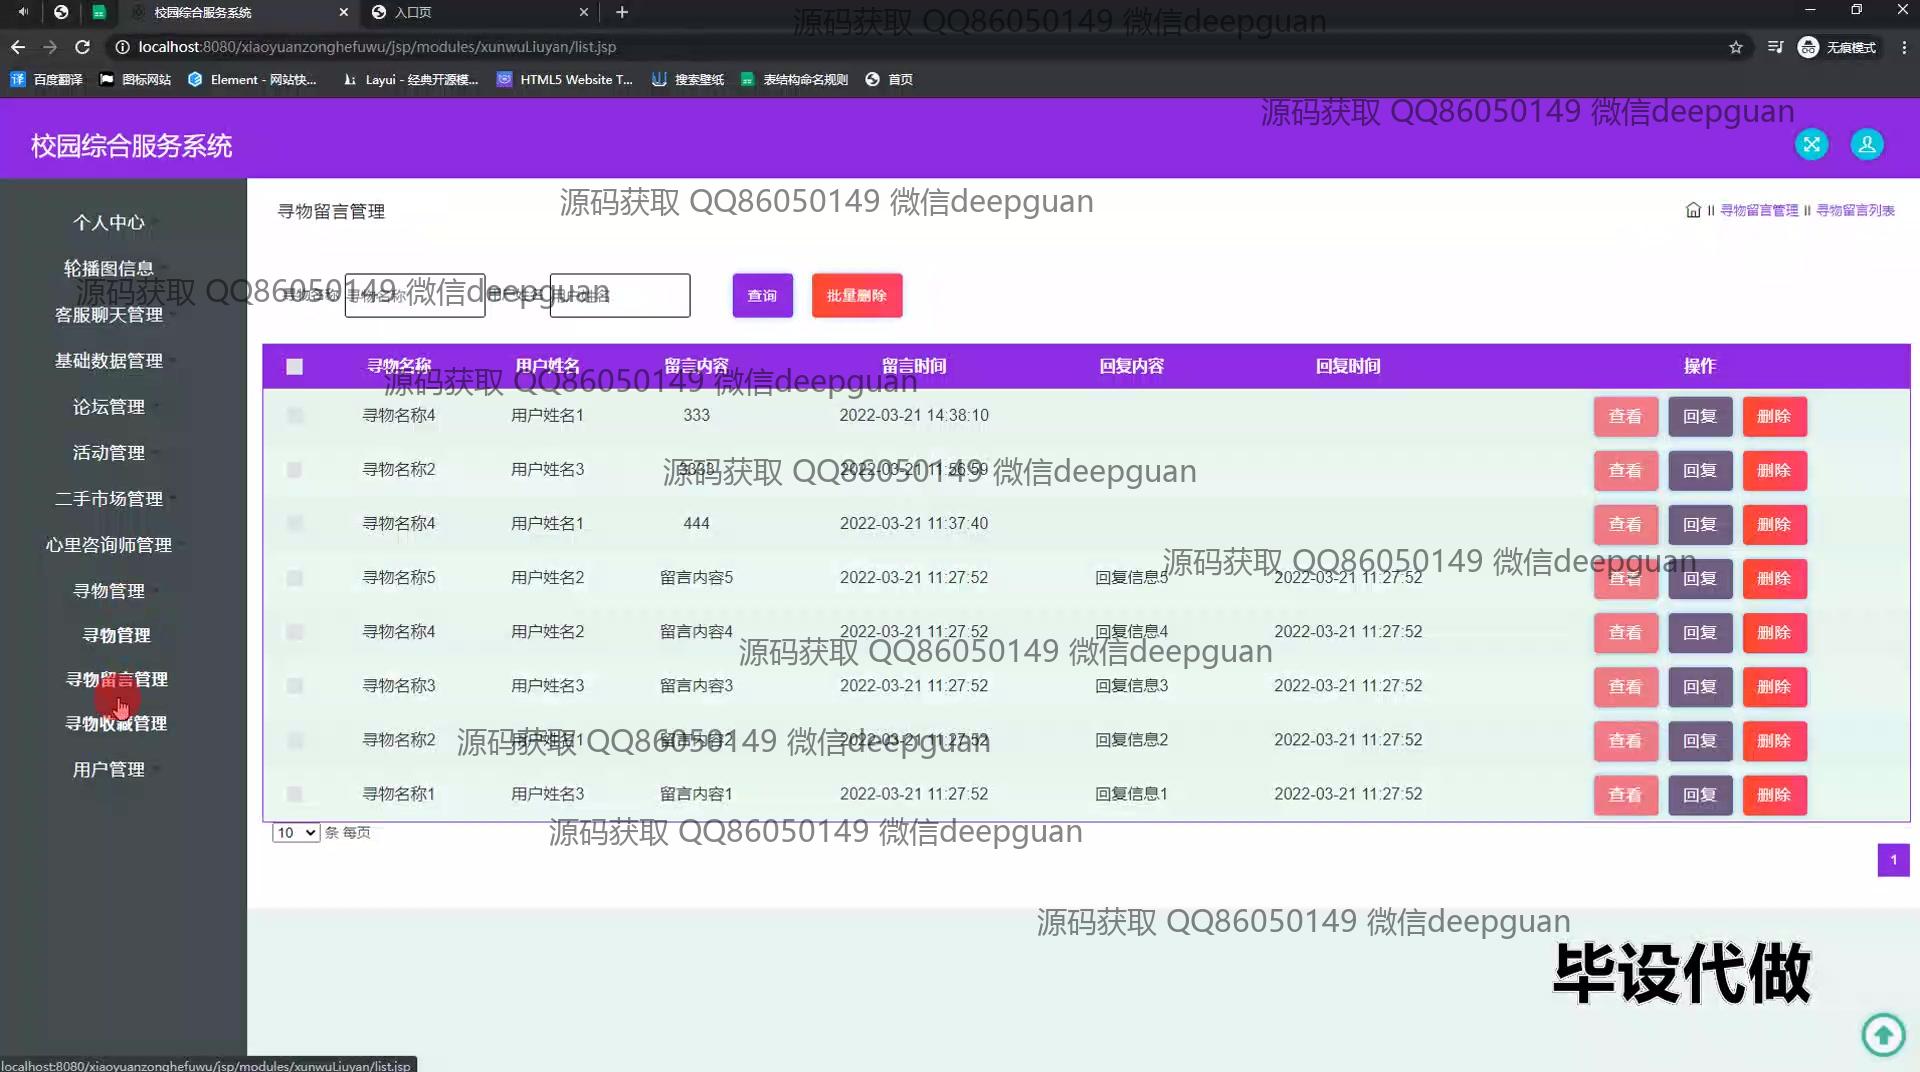 校园综合服务系统
入口页
源码获取 QQ86050149 微信deepguan
localhost:8080/xiaoyuanzonghefuwu/jsp/modules/xunwuLiuyan/list.jsp
无痕模式
百度翻译
图标网站
Element - 网站快...
Layui - 经典开源模...
HTML5 Website T...
搜索壁纸
表结构命名规则
首页
源码获取 QQ86050149 微信deepguan
校园综合服务系统
个人中心
轮播图信息
客服聊天管理
基础数据管理
论坛管理
活动管理
二手市场管理
心里咨询师管理
寻物管理
寻物管理
寻物留言管理
寻物收藏管理
用户管理
寻物留言管理
源码获取 QQ86050149 微信deepguan
寻物留言管理 II 寻物留言列表
源码获取 QQ86050149 微信deepguan
寻物名称 寻物名称 用户姓名 用户姓名 查询 批量删除
寻物名称 用户姓名 留言内容 留言时间 回复内容 回复时间 操作
源码获取 QQ86050149 微信deepguan
寻物名称4 用户姓名1 333 2022-03-21 14:38:10 查看 回复 删除
寻物名称2 用户姓名3 3333 2022-03-21 11:56:59 查看 回复 删除
源码获取 QQ86050149 微信deepguan
寻物名称4 用户姓名1 444 2022-03-21 11:37:40 查看 回复 删除
源码获取 QQ86050149 微信deepguan
寻物名称5 用户姓名2 留言内容5 2022-03-21 11:27:52 回复信息5 2022-03-21 11:27:52 查看 回复 删除
寻物名称4 用户姓名2 留言内容4 2022-03-21 11:27:52 回复信息4 2022-03-21 11:27:52 查看 回复 删除
源码获取 QQ86050149 微信deepguan
寻物名称3 用户姓名3 留言内容3 2022-03-21 11:27:52 回复信息3 2022-03-21 11:27:52 查看 回复 删除
寻物名称2 用户姓名1 留言内容2 2022-03-21 11:27:52 回复信息2 2022-03-21 11:27:52 查看 回复 删除
源码获取 QQ86050149 微信deepguan
寻物名称1 用户姓名3 留言内容1 2022-03-21 11:27:52 回复信息1 2022-03-21 11:27:52 查看 回复 删除
10 条 每页
源码获取 QQ86050149 微信deepguan
1
源码获取 QQ86050149 微信deepguan
毕设代做
localhost:8080/xiaoyuanzonghefuwu/jsp/modules/xunwuLiuyan/list.jsp